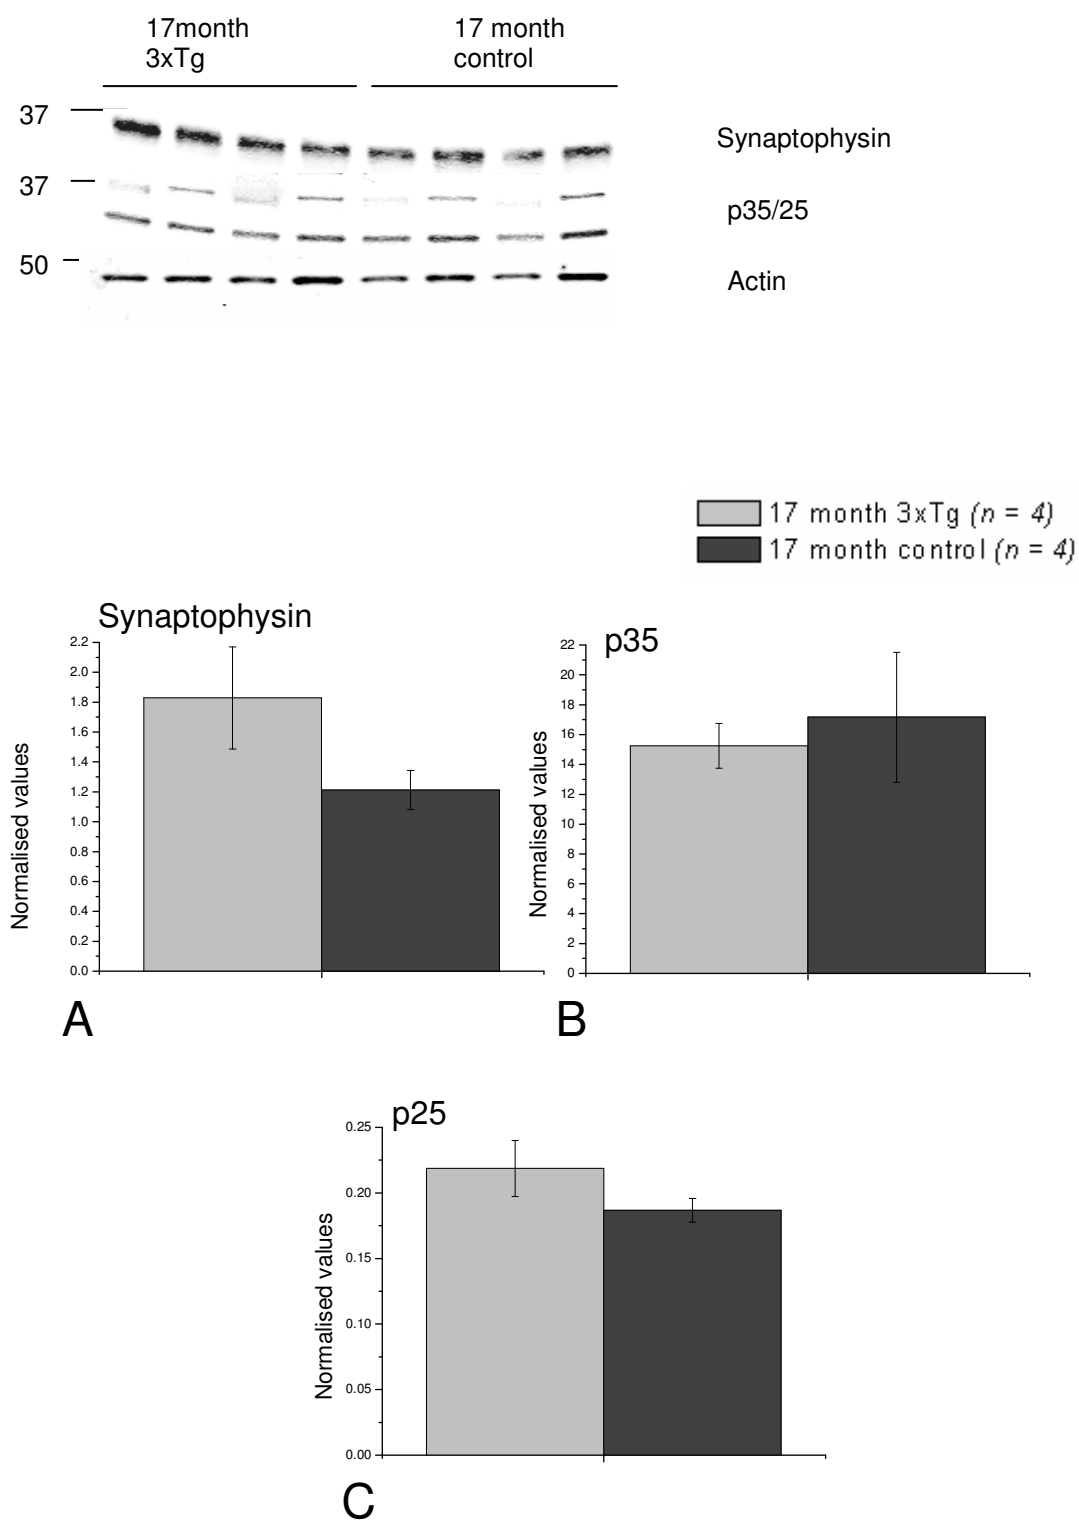 17month
3xTg
17 month
control
37
Synaptophysin
37
p35/25
50
Actin
17 month 3xTg (n = 4)
17 month control (n = 4)
Synaptophysin
2.2
2.0
1.8
1.6
1.4
1.2
1.0
0.8
0.6
0.4
0.2
0.0
Normalised values
A
p35
22
20
18
16
14
12
10
8
6
4
2
0
Normalised values
B
p25
0.25
0.20
0.15
0.10
0.05
0.00
Normalised values
C